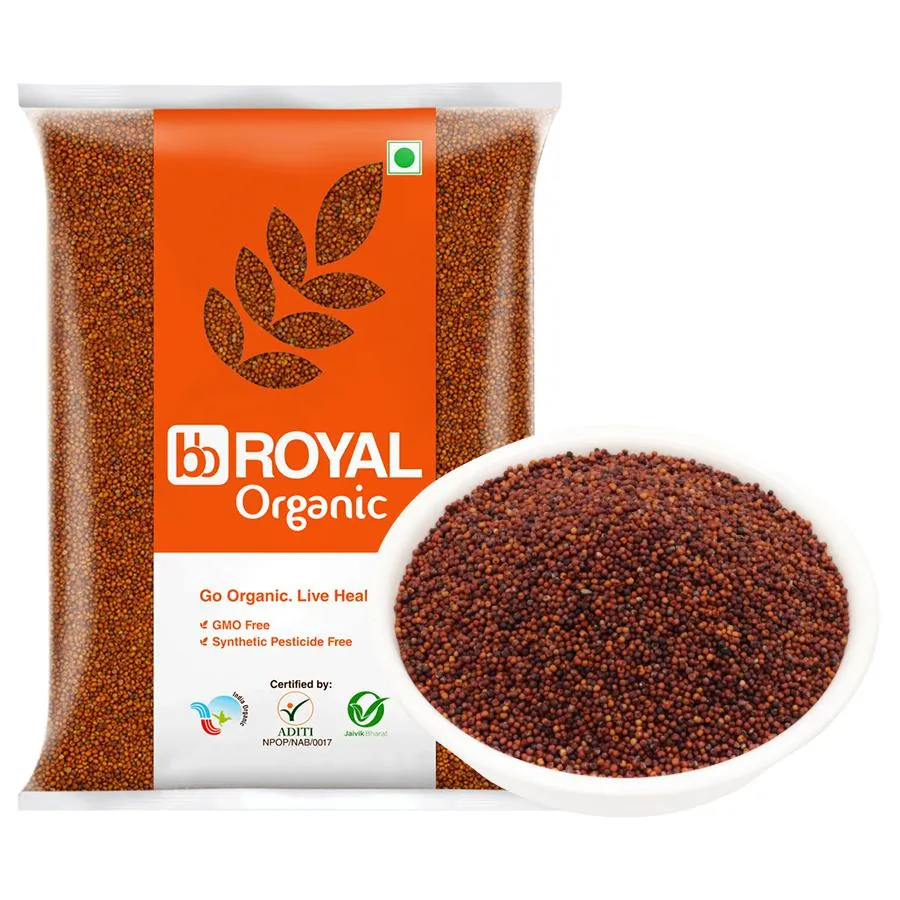 bb ROYAL
Organic
Go Organic. Live Heal
GMO Free
Synthetic Pesticide Free
Certified by:
India Organic
ADITI
NPOP/NAB/0017
Jaivik Bharat